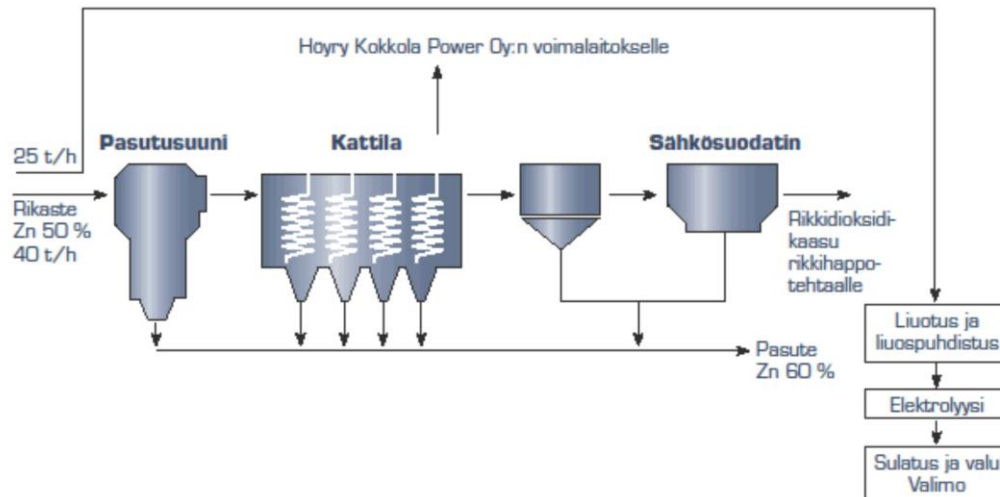 Höyry Kokkola Power Oy:n voimalaitokselle
Pasutusuuni
Kattila
Sähkösuodatin
25 t/h
Rikaste
Zn 50 %
40 t/h
Rikkidioksidi-
kaasu
rikkihappo-
tehtaalle
Pasute
Zn 60 %
Liuotus ja
liuospuhdistus
Elektrolyysi
Sulatus ja valu
Valimo